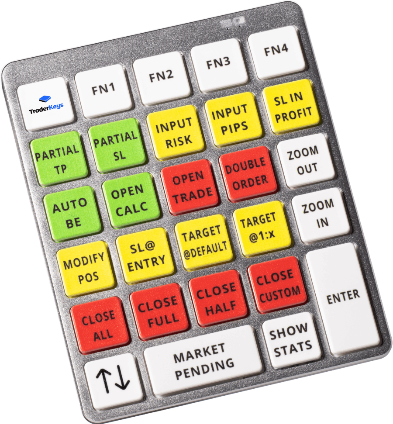 TraderKeys
FN1
FN2
FN3
FN4
PARTIAL
TP
PARTIAL
SL
INPUT
RISK
INPUT
PIPS
SL IN
PROFIT
AUTO
BE
OPEN
CALC
OPEN
TRADE
DOUBLE
ORDER
ZOOM
OUT
MODIFY
POS
SL@
ENTRY
TARGET
@DEFAULT
TARGET
@1:X
ZOOM
IN
CLOSE
ALL
CLOSE
FULL
CLOSE
HALF
CLOSE
CUSTOM
ENTER
↑↓
MARKET
PENDING
SHOW
STATS